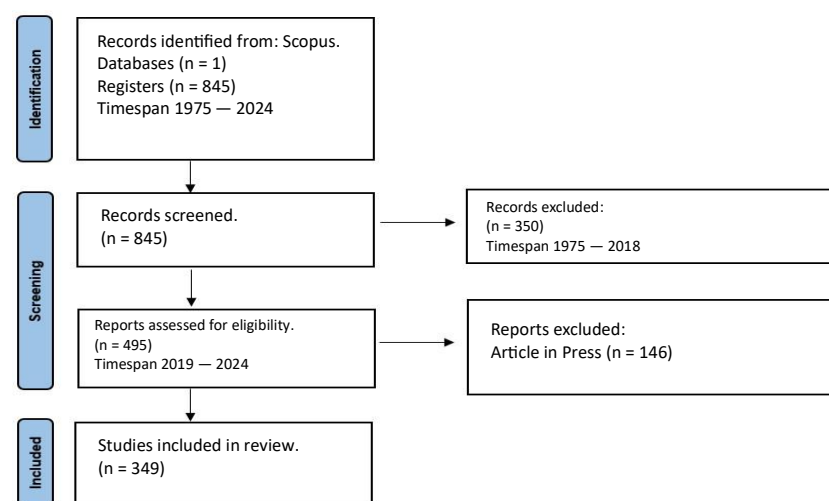 Identification
Records identified from: Scopus.
Databases (n = 1)
Registers (n = 845)
Timespan 1975 — 2024
Screening
Records screened.
(n = 845)
Records excluded:
(n = 350)
Timespan 1975 — 2018
Reports assessed for eligibility.
(n = 495)
Timespan 2019 — 2024
Reports excluded:
Article in Press (n = 146)
Included
Studies included in review.
(n = 349)